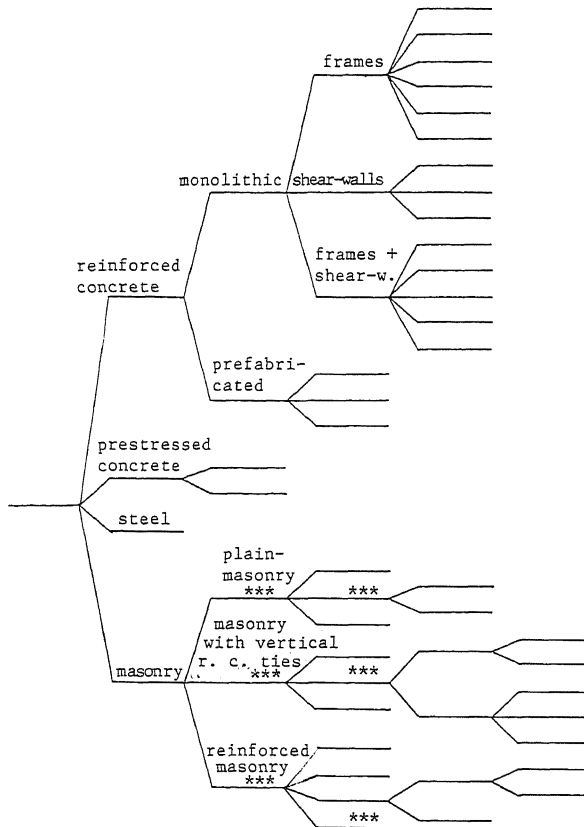 frames
monolithic
shear-walls
frames +
shear-w.
reinforced
concrete
prefabri-
cated
prestressed
concrete
steel
plain-
masonry
***
***
masonry
with vertical
r. c. ties
***
***
masonry
reinforced
masonry
***
***